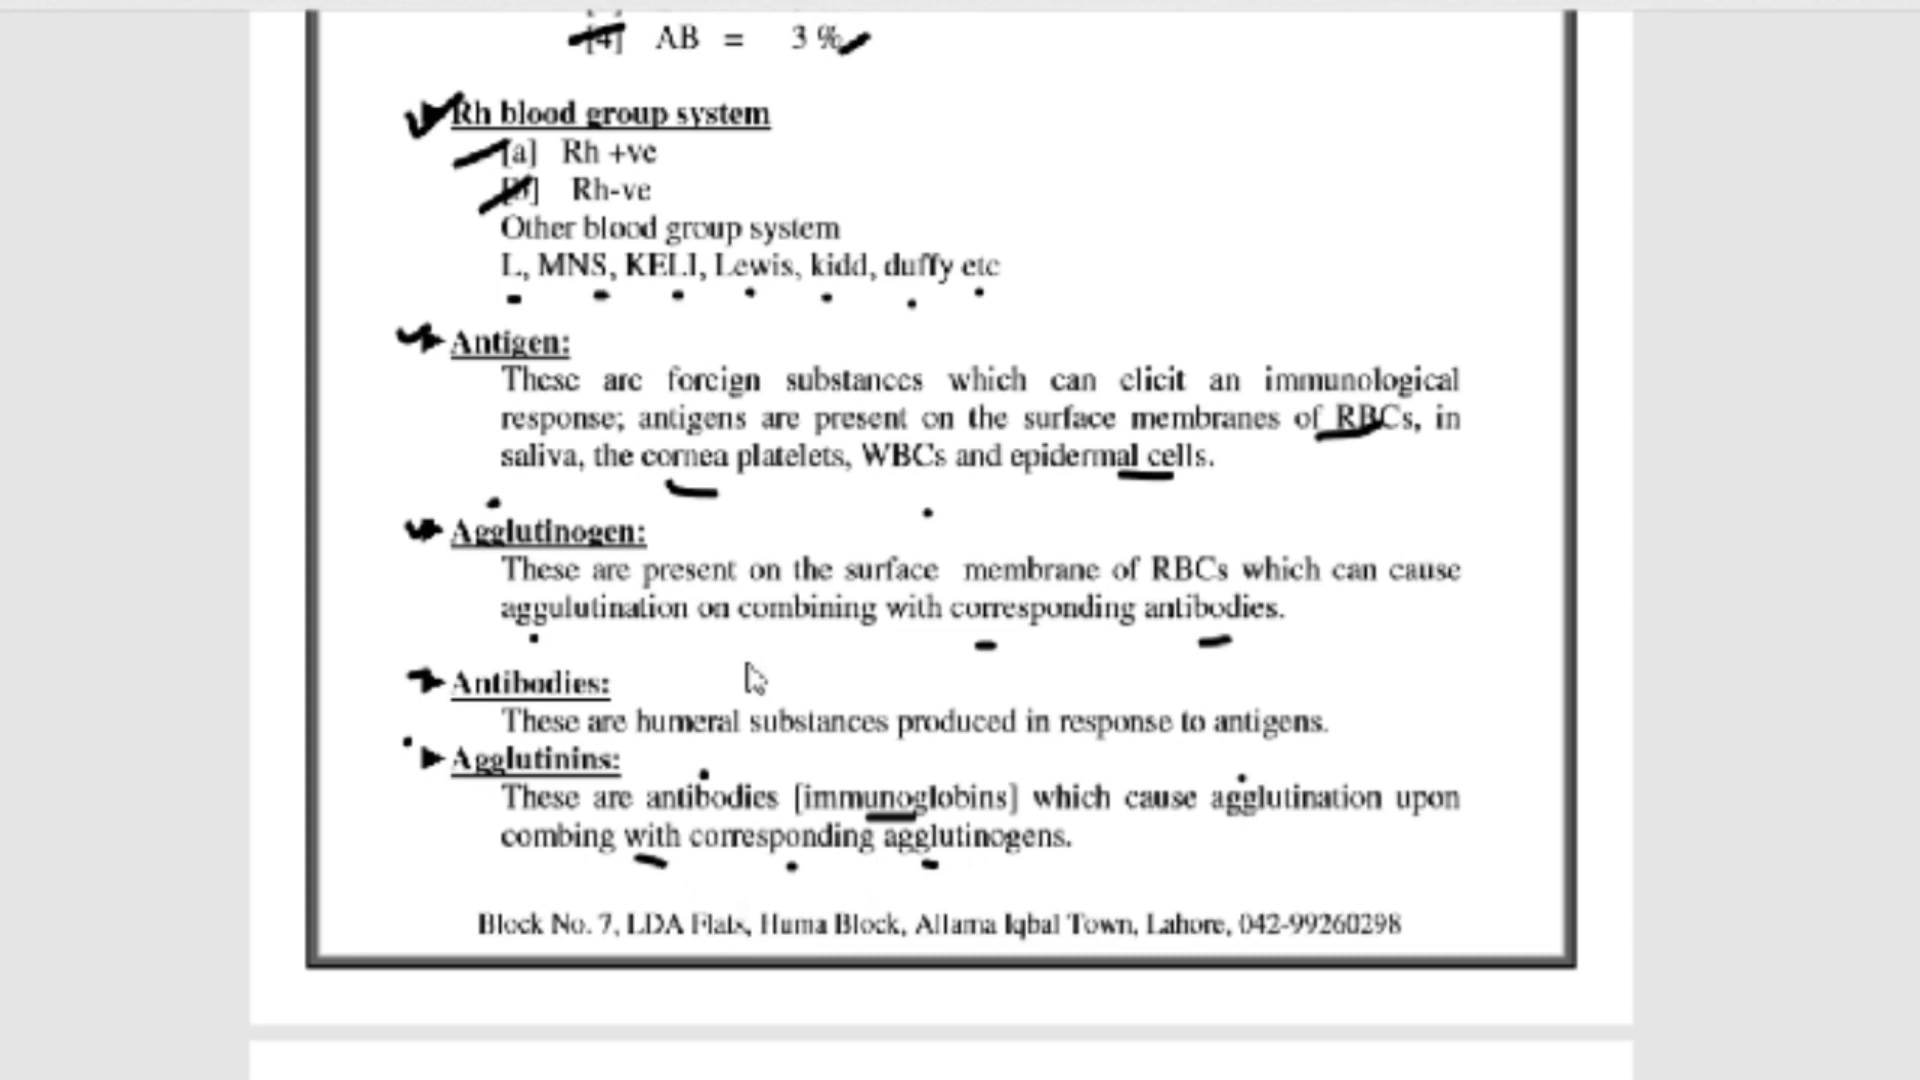 [4] AB = 3 %
Rh blood group system
[a] Rh +ve
[b] Rh-ve
Other blood group system
L, MNS, KELI, Lewis, kidd, duffy etc
Antigen:
These are foreign substances which can elicit an immunological
response; antigens are present on the surface membranes of RBCs, in
saliva, the cornea platelets, WBCs and epidermal cells.
Agglutinogen:
These are present on the surface membrane of RBCs which can cause
aggulutination on combining with corresponding antibodies.
Antibodies:
These are humeral substances produced in response to antigens.
Agglutinins:
These are antibodies [immunoglobins] which cause agglutination upon
combing with corresponding agglutinogens.
Block No. 7, LDA Flats, Huma Block, Allama Iqbal Town, Lahore, 042-99260298